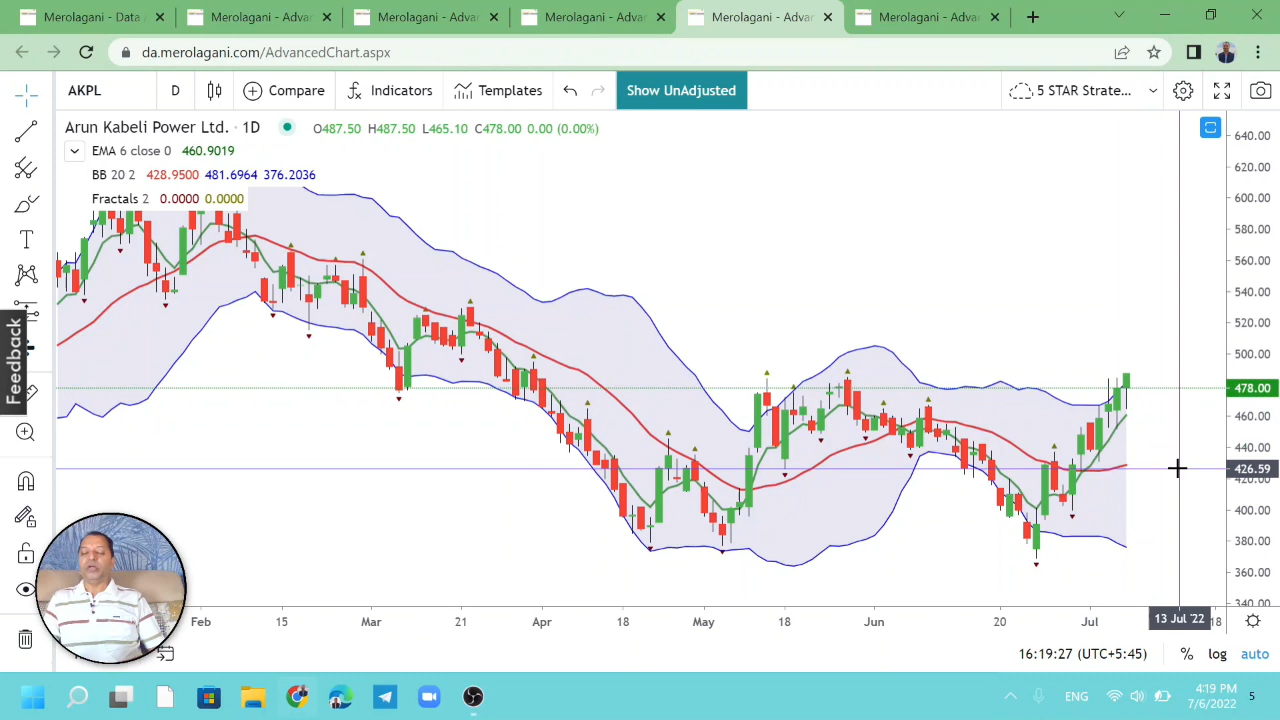 Merolagani - Data A
Merolagani - Advan
Merolagani - Advan
Merolagani - Advan
Merolagani - Advan
Merolagani - Advan
da.merolagani.com/AdvancedChart.aspx
AKPL
D
Compare
Indicators
Templates
Show UnAdjusted
5 STAR Strate...
Arun Kabeli Power Ltd. · 1D
O487.50 H487.50 L465.10 C478.00 0.00 (0.00%)
EMA 6 close 0 460.9019
BB 20 2 428.9500 481.6964 376.2036
Fractals 2 0.0000 0.0000
640.00
620.00
600.00
580.00
560.00
540.00
520.00
500.00
478.00
460.00
440.00
426.59
420.00
400.00
380.00
360.00
340.00
Feedback
Feb
15
Mar
21
Apr
18
May
18
Jun
20
Jul
13 Jul '22
18
16:19:27 (UTC+5:45)
%
log
auto
ENG
4:19 PM
7/6/2022
5